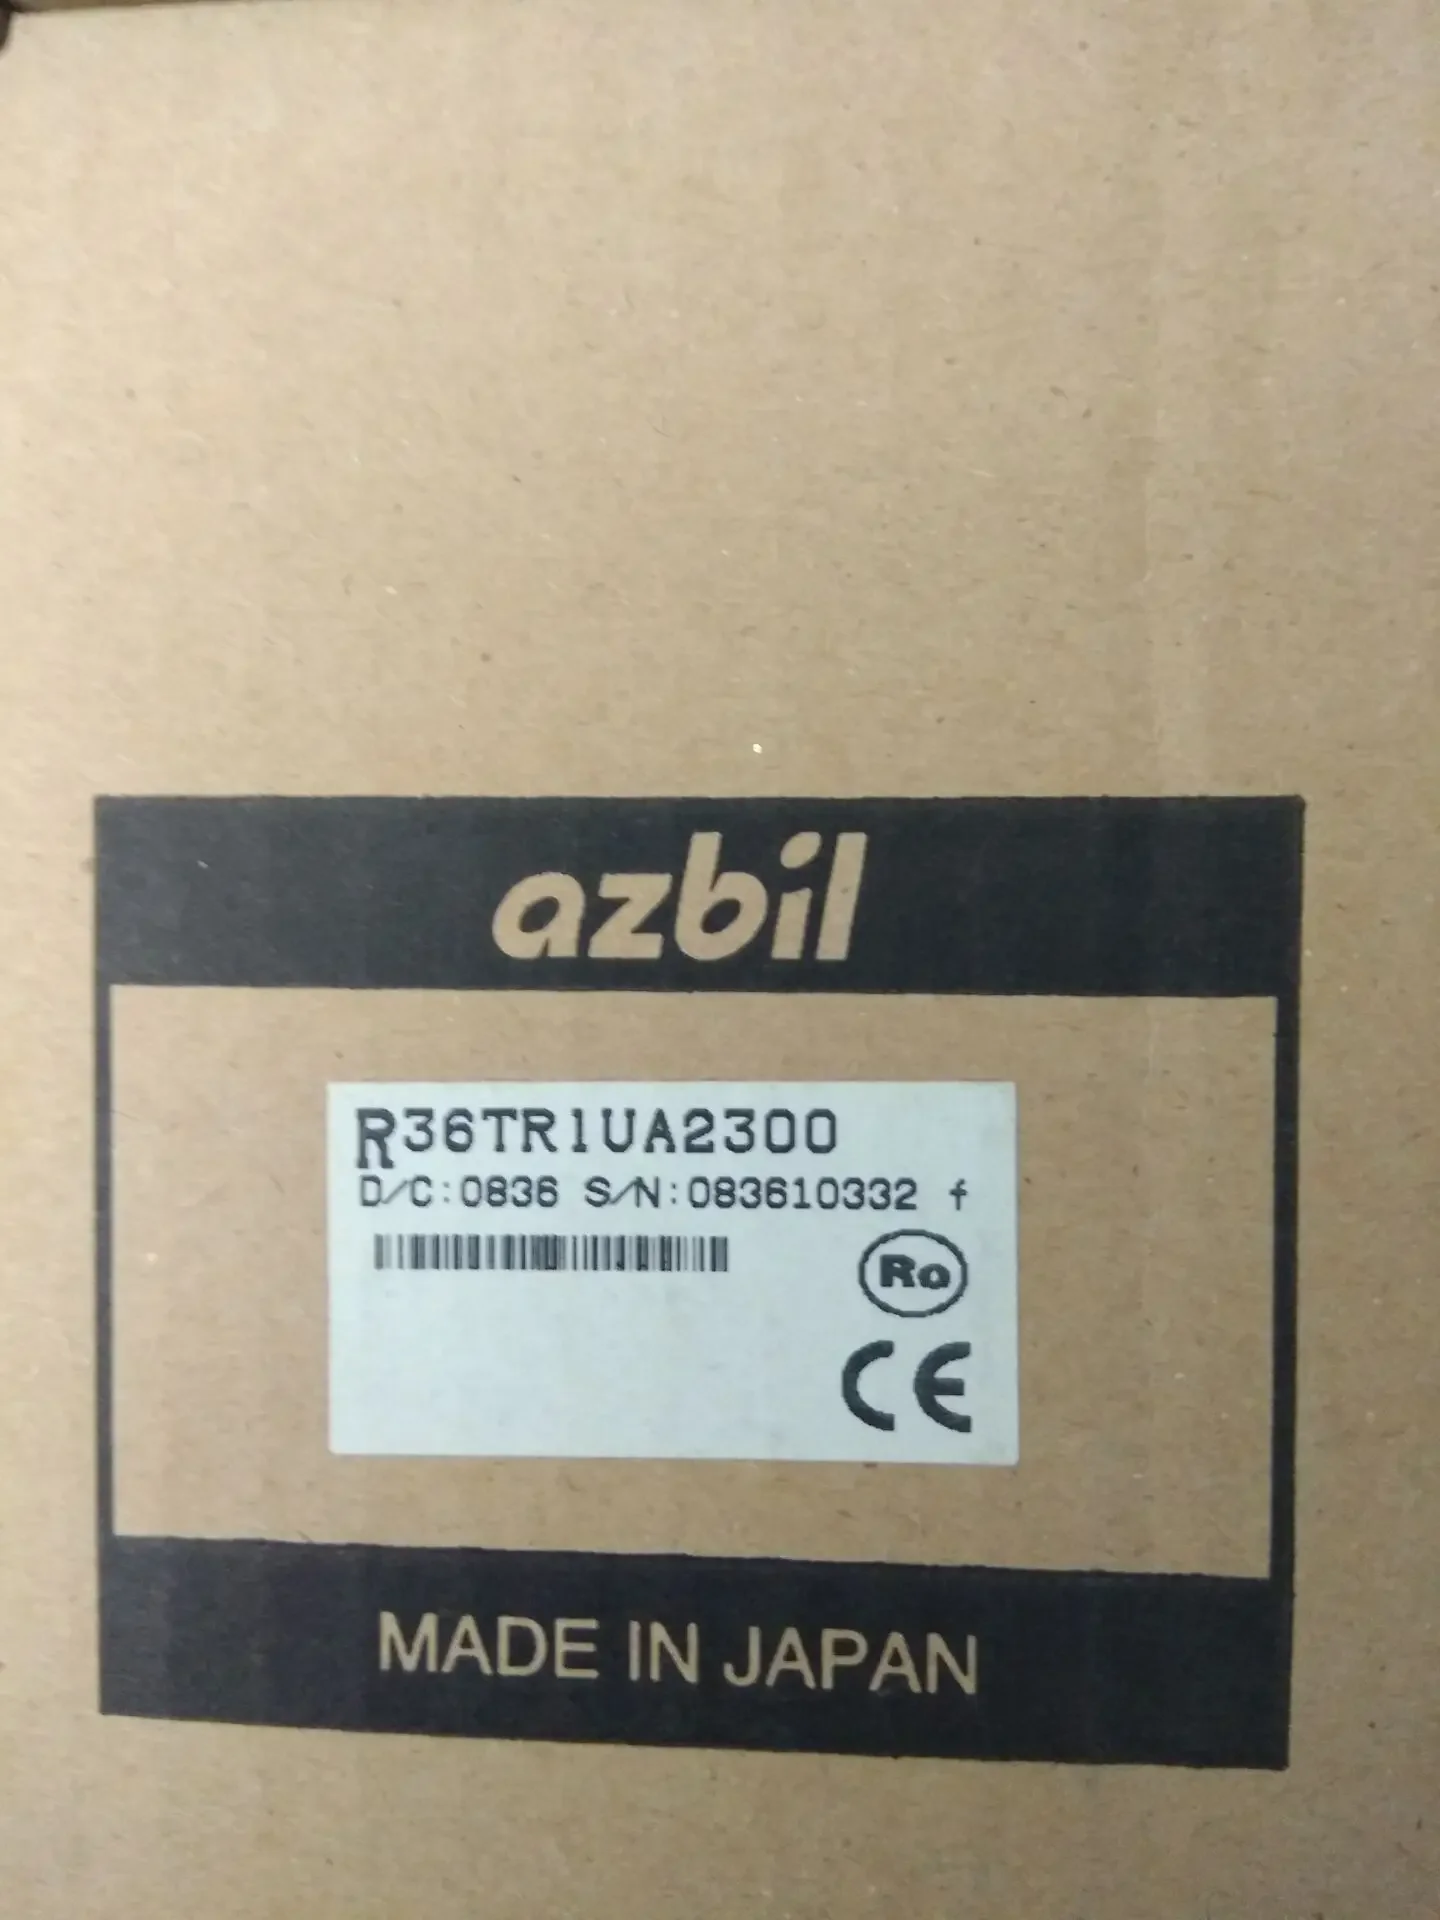 azbil
R36TR1UA2300
D/C:0836 S/N:083610332 f
Ro
CE
MADE IN JAPAN